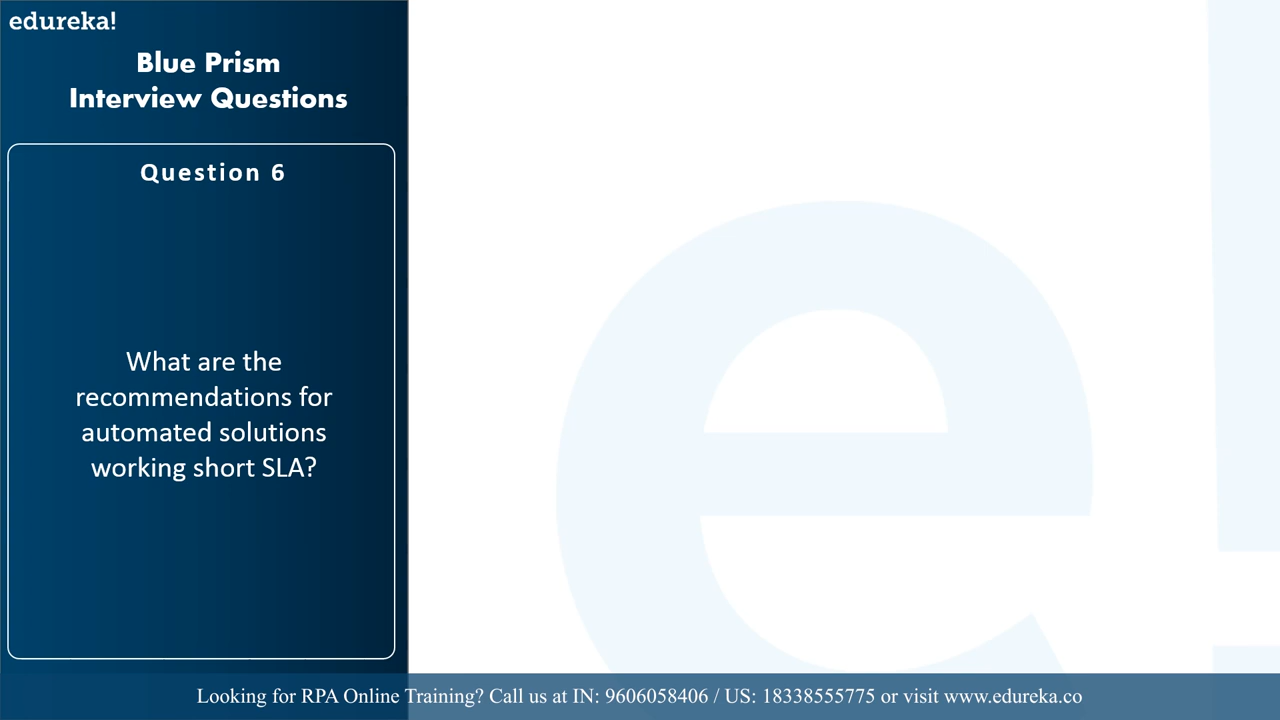 edureka!
Blue Prism
Interview Questions
Question 6
What are the
recommendations for
automated solutions
working short SLA?
Looking for RPA Online Training? Call us at IN: 9606058406 / US: 18338555775 or visit www.edureka.co